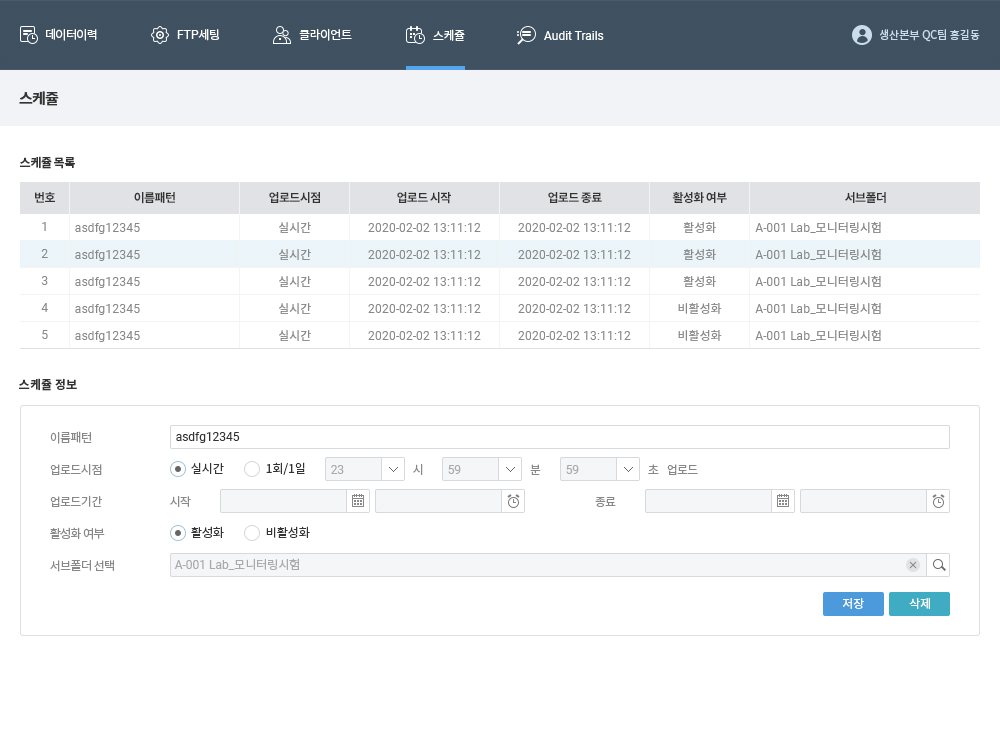 데이터이력 FTP세팅 클라이언트 스케쥴 Audit Trails 생산본부 QC팀 홍길동
스케쥴
스케쥴 목록
번호 이름패턴 업로드시점 업로드 시작 업로드 종료 활성화 여부 서브폴더
1 asdfg12345 실시간 2020-02-02 13:11:12 2020-02-02 13:11:12 활성화 A-001 Lab_모니터링시험
2 asdfg12345 실시간 2020-02-02 13:11:12 2020-02-02 13:11:12 활성화 A-001 Lab_모니터링시험
3 asdfg12345 실시간 2020-02-02 13:11:12 2020-02-02 13:11:12 활성화 A-001 Lab_모니터링시험
4 asdfg12345 실시간 2020-02-02 13:11:12 2020-02-02 13:11:12 비활성화 A-001 Lab_모니터링시험
5 asdfg12345 실시간 2020-02-02 13:11:12 2020-02-02 13:11:12 비활성화 A-001 Lab_모니터링시험
스케쥴 정보
이름패턴 asdfg12345
업로드시점 실시간 1회/1일 23 시 59 분 59 초 업로드
업로드기간 시작 종료
활성화 여부 활성화 비활성화
서브폴더 선택 A-001 Lab_모니터링시험
저장 삭제